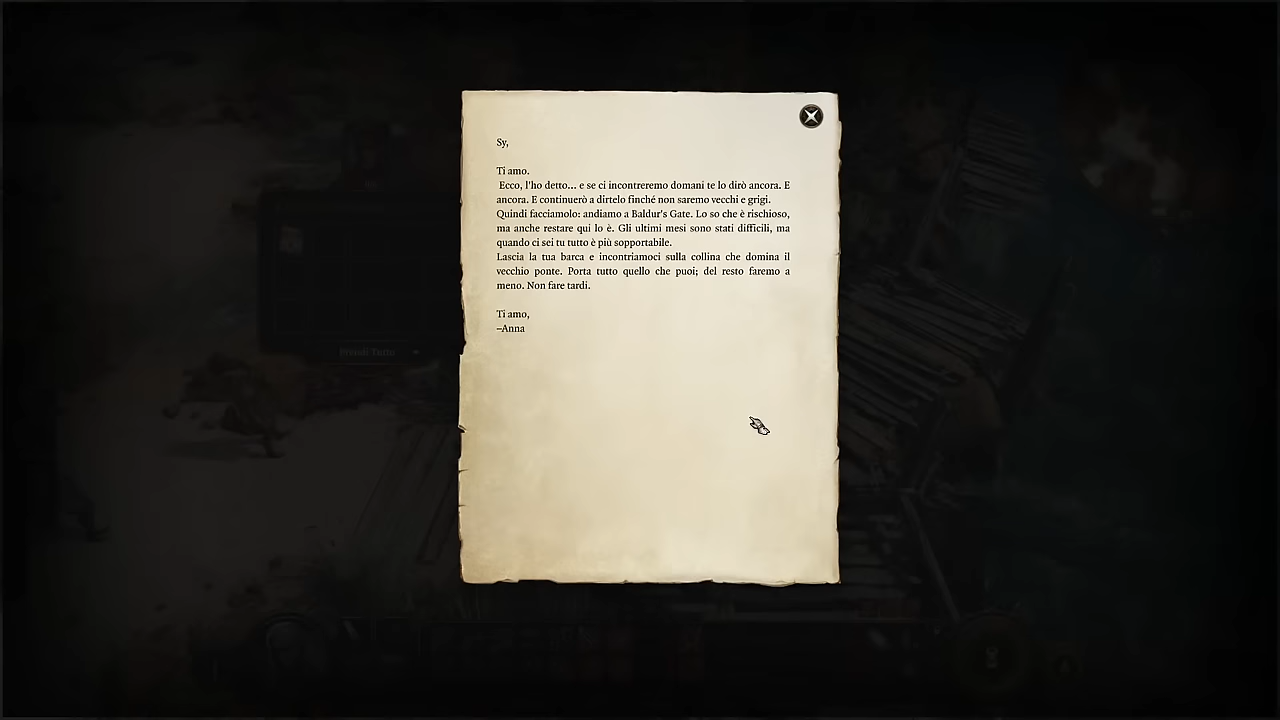 Sy,
Ti amo.
Ecco, l'ho detto... e se ci incontreremo domani te lo dirò ancora. E
ancora. E continuerò a dirtelo finché non saremo vecchi e grigi.
Quindi facciamolo: andiamo a Baldur's Gate. Lo so che è rischioso,
ma anche restare qui lo è. Gli ultimi mesi sono stati difficili, ma
quando ci sei tu tutto è più sopportabile.
Lascia la tua barca e incontriamoci sulla collina che domina il
vecchio ponte. Porta tutto quello che puoi; del resto faremo a
meno. Non fare tardi.
Ti amo,
–Anna
Prendi Tutto